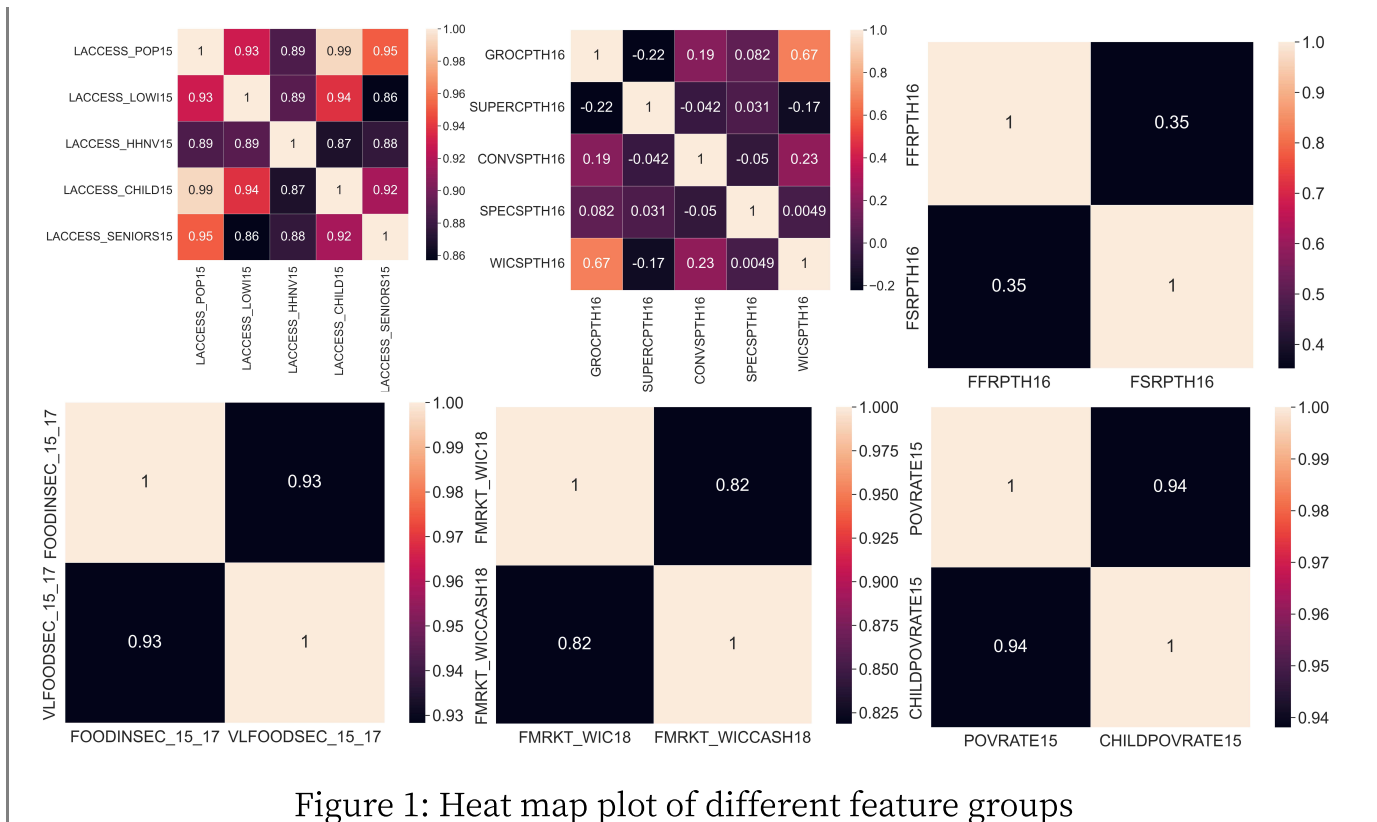 LACCESS_POP15 1 0.93 0.89 0.99 0.95
LACCESS_LOWI15 0.93 1 0.89 0.94 0.86
LACCESS_HHNV15 0.89 0.89 1 0.87 0.88
LACCESS_CHILD15 0.99 0.94 0.87 1 0.92
LACCESS_SENIORS15 0.95 0.86 0.88 0.92 1
LACCESS_POP15
LACCESS_LOWI15
LACCESS_HHNV15
LACCESS_CHILD15
LACCESS_SENIORS15
1.00
0.98
0.96
0.94
0.92
0.90
0.88
0.86
GROCPTH16 1 -0.22 0.19 0.082 0.67
SUPERCPTH16 -0.22 1 -0.042 0.031 -0.17
CONVSPTH16 0.19 -0.042 1 -0.05 0.23
SPECSPTH16 0.082 0.031 -0.05 1 0.0049
WICSPTH16 0.67 -0.17 0.23 0.0049 1
GROCPTH16
SUPERCPTH16
CONVSPTH16
SPECSPTH16
WICSPTH16
1.0
0.8
0.6
0.4
0.2
0.0
−0.2
FFRPTH16 1 0.35
FSRPTH16 0.35 1
FFRPTH16 FSRPTH16
1.0
0.9
0.8
0.7
0.6
0.5
0.4
FOODINSEC_15_17 1 0.93
VLFOODSEC_15_17 0.93 1
FOODINSEC_15_17 VLFOODSEC_15_17
1.00
0.99
0.98
0.97
0.96
0.95
0.94
0.93
FMRKT_WIC18 1 0.82
FMRKT_WICCASH18 0.82 1
FMRKT_WIC18 FMRKT_WICCASH18
1.000
0.975
0.950
0.925
0.900
0.875
0.850
0.825
POVRATE15 1 0.94
CHILDPOVRATE15 0.94 1
POVRATE15 CHILDPOVRATE15
1.00
0.99
0.98
0.97
0.96
0.95
0.94
Figure 1: Heat map plot of different feature groups